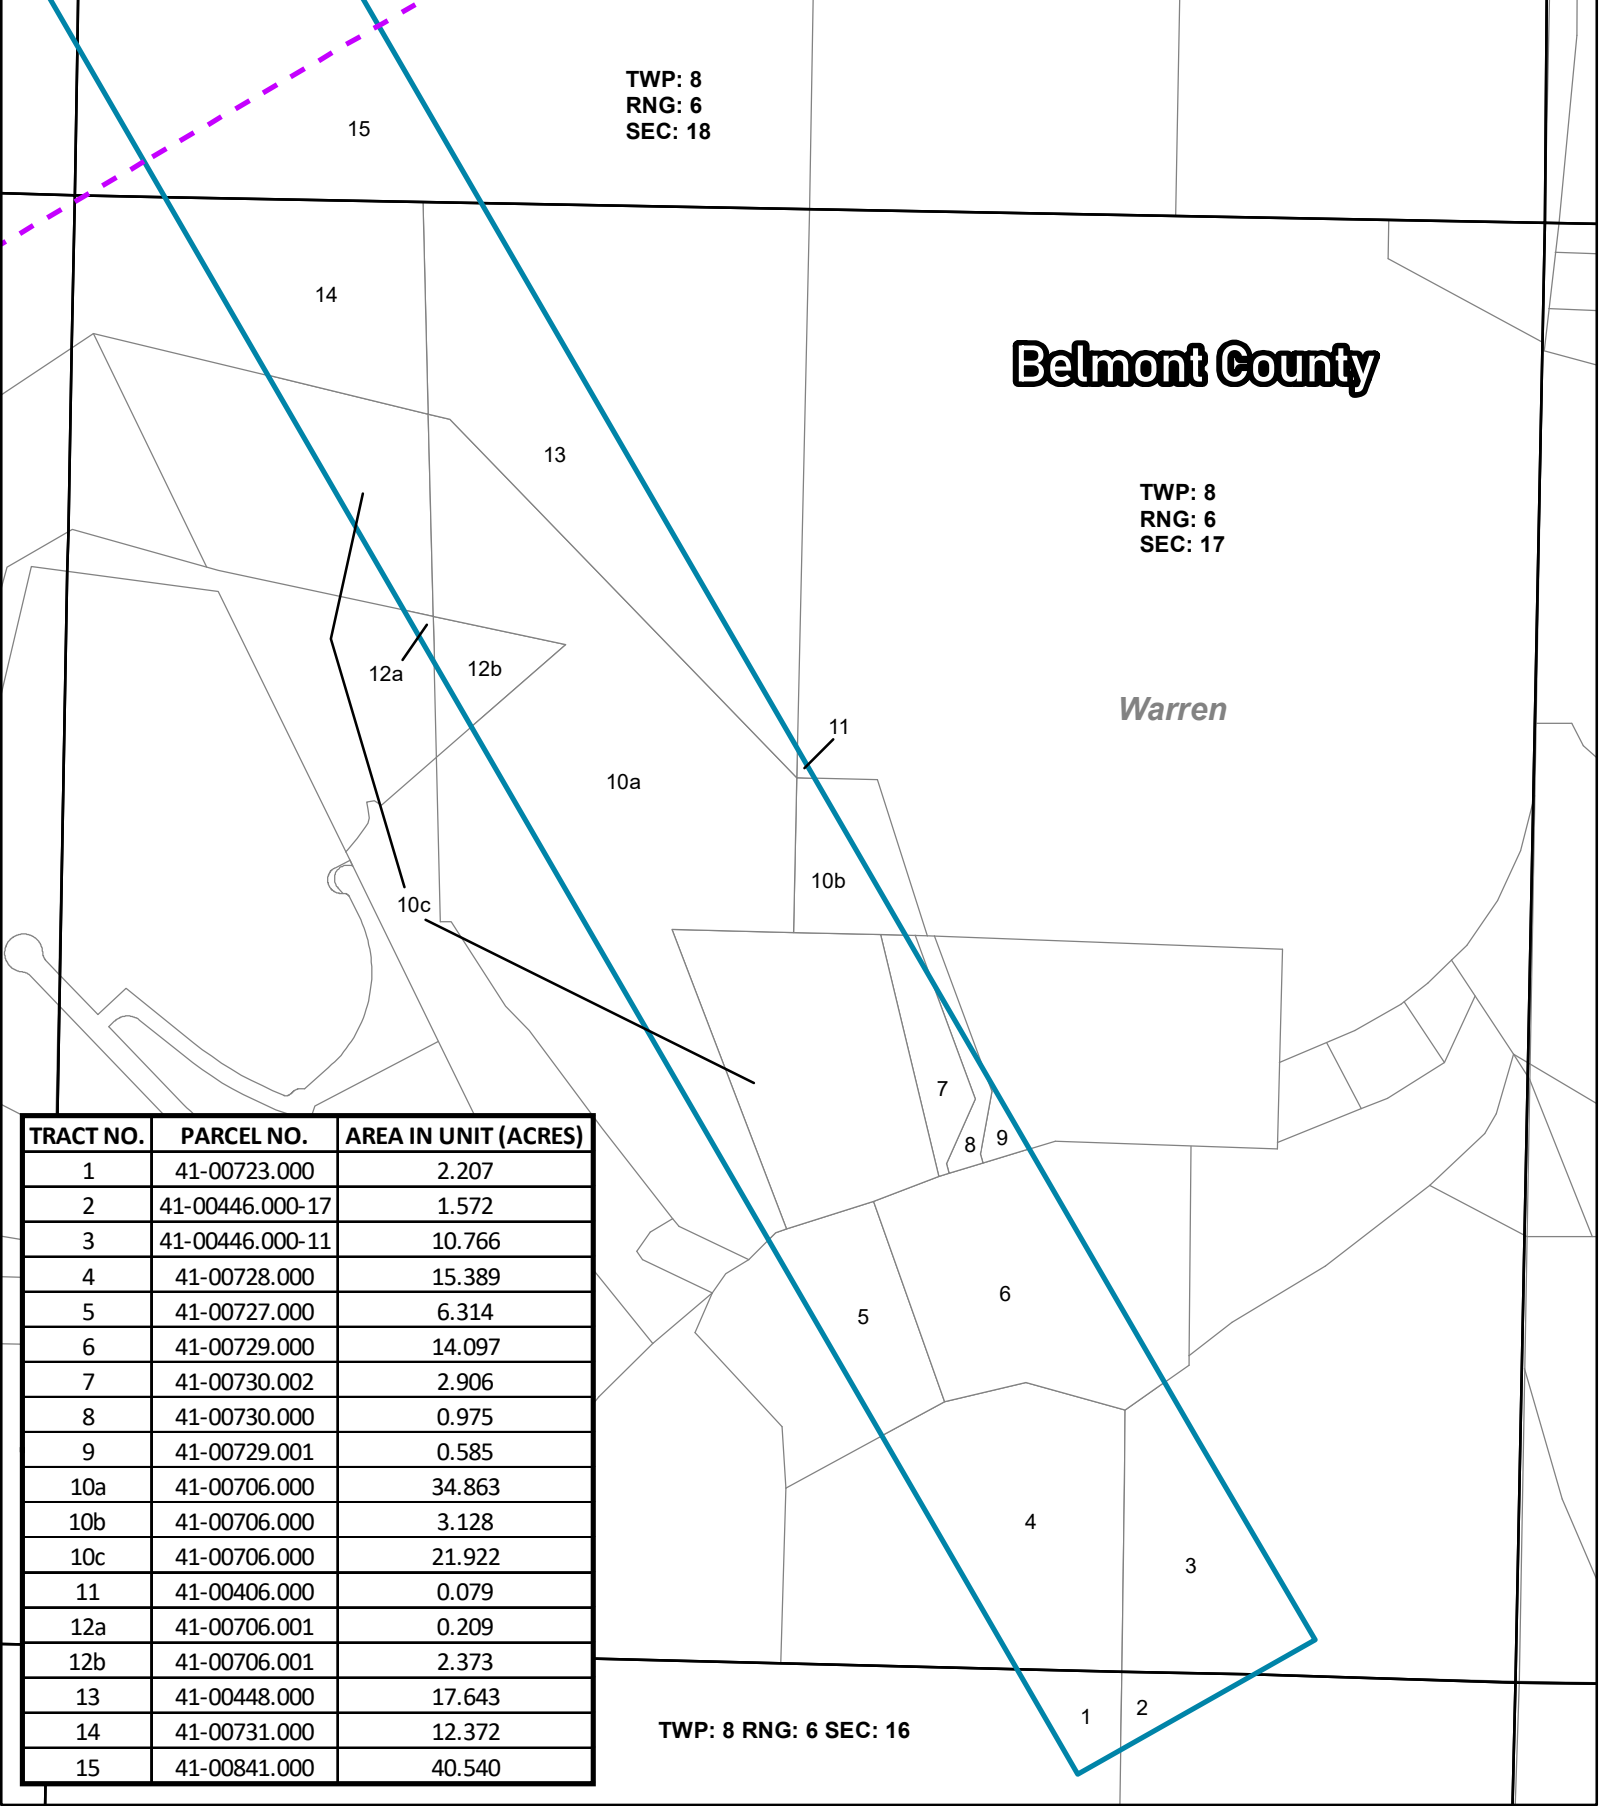 TWP: 8
RNG: 6
SEC: 18
15
14
Belmont County
13
TWP: 8
RNG: 6
SEC: 17
12a
12b
Warren
11
10a
10b
10c
7
8
9
6
5
4
3
2
1
TWP: 8 RNG: 6 SEC: 16
TRACT NO. PARCEL NO. AREA IN UNIT (ACRES)
1 41-00723.000 2.207
2 41-00446.000-17 1.572
3 41-00446.000-11 10.766
4 41-00728.000 15.389
5 41-00727.000 6.314
6 41-00729.000 14.097
7 41-00730.002 2.906
8 41-00730.000 0.975
9 41-00729.001 0.585
10a 41-00706.000 34.863
10b 41-00706.000 3.128
10c 41-00706.000 21.922
11 41-00406.000 0.079
12a 41-00706.001 0.209
12b 41-00706.001 2.373
13 41-00448.000 17.643
14 41-00731.000 12.372
15 41-00841.000 40.540